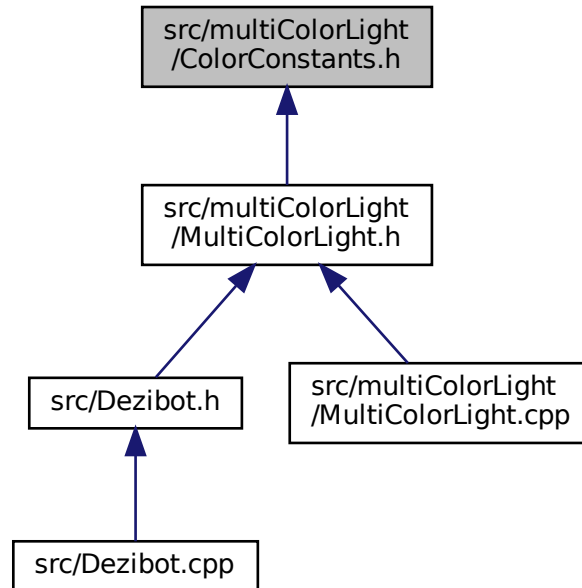 src/multiColorLight
/ColorConstants.h
src/multiColorLight
/MultiColorLight.h
src/Dezibot.h
src/multiColorLight
/MultiColorLight.cpp
src/Dezibot.cpp